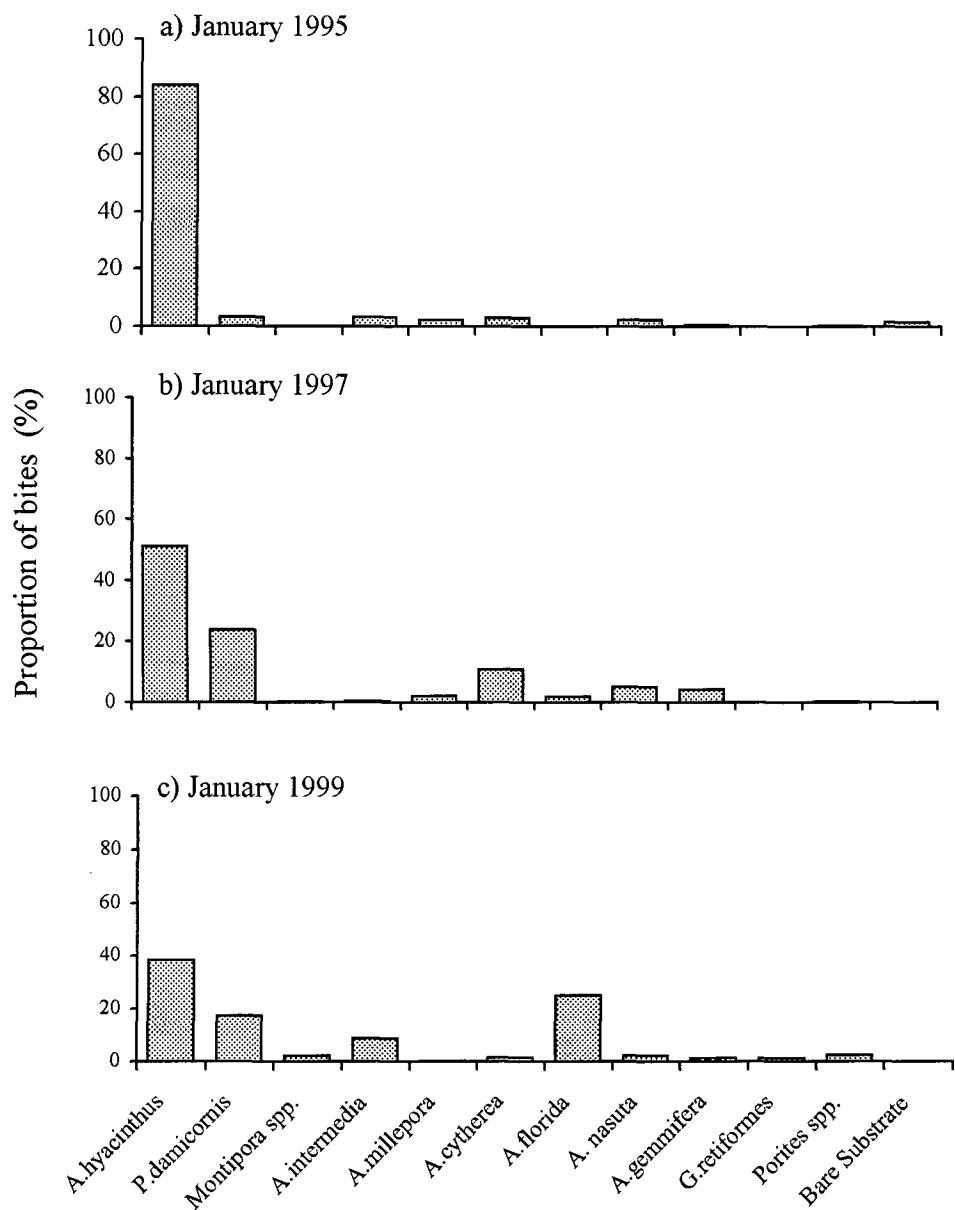 a) January 1995
100
80
60
40
20
0
b) January 1997
100
80
60
40
20
0
Proportion of bites (%)
c) January 1999
100
80
60
40
20
0
A.hyacinthus
P.damicornis
Montipora spp.
A.intermedia
A.millepora
A.cytherea
A.florida
A. nasuta
A.gemmifera
G.retiformes
Porites spp.
Bare Substrate